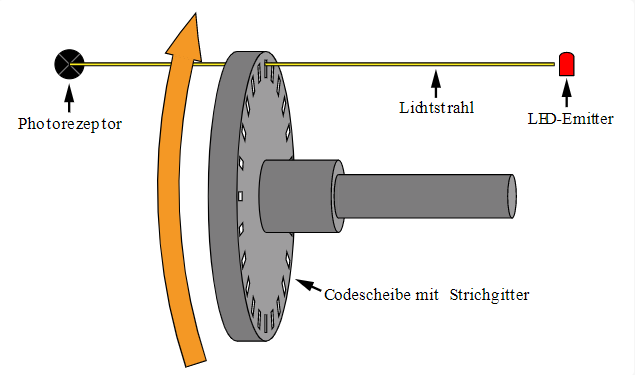 Lichtstrahl
LED-Emitter
Photorezeptor
Codescheibe mit Strichgitter